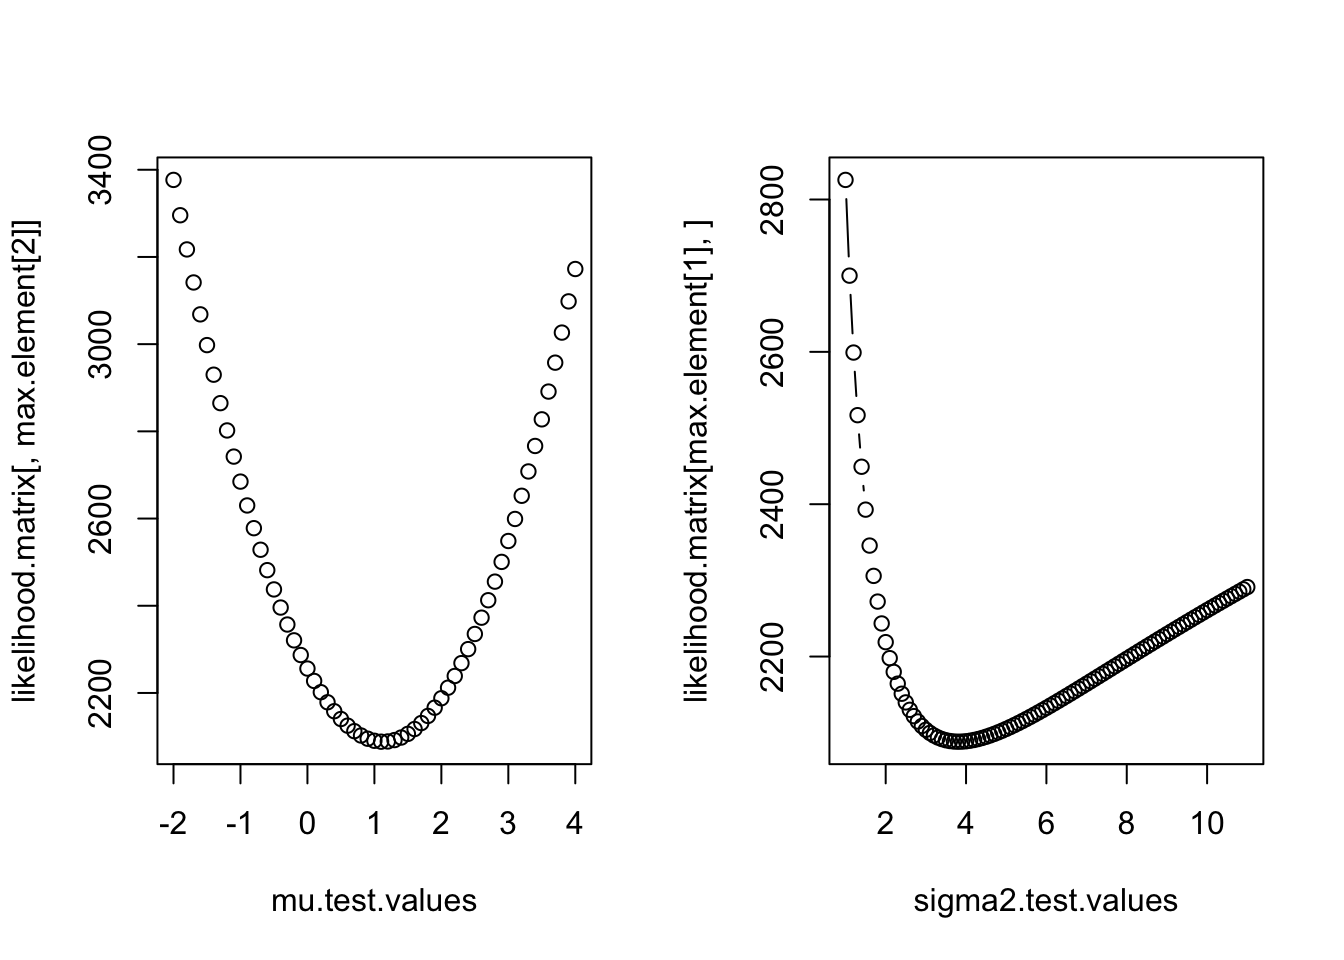 likelihood.matrix[, max.element[2]]
3400
3000
2600
2200
-2 -1 0 1 2 3 4
mu.test.values
likelihood.matrix[max.element[1], ]
2800
2600
2400
2200
2 4 6 8 10
sigma2.test.values